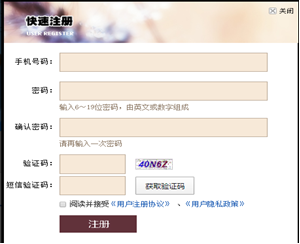 关闭
快速注册
USER REGISTER
手机号码：
密码：
输入6～19位密码，由英文或数字组成
确认密码：
请再输入一次密码
验证码： 40N6Z
短信验证码： 获取验证码
阅读并接受《用户注册协议》、《用户隐私政策》
注册